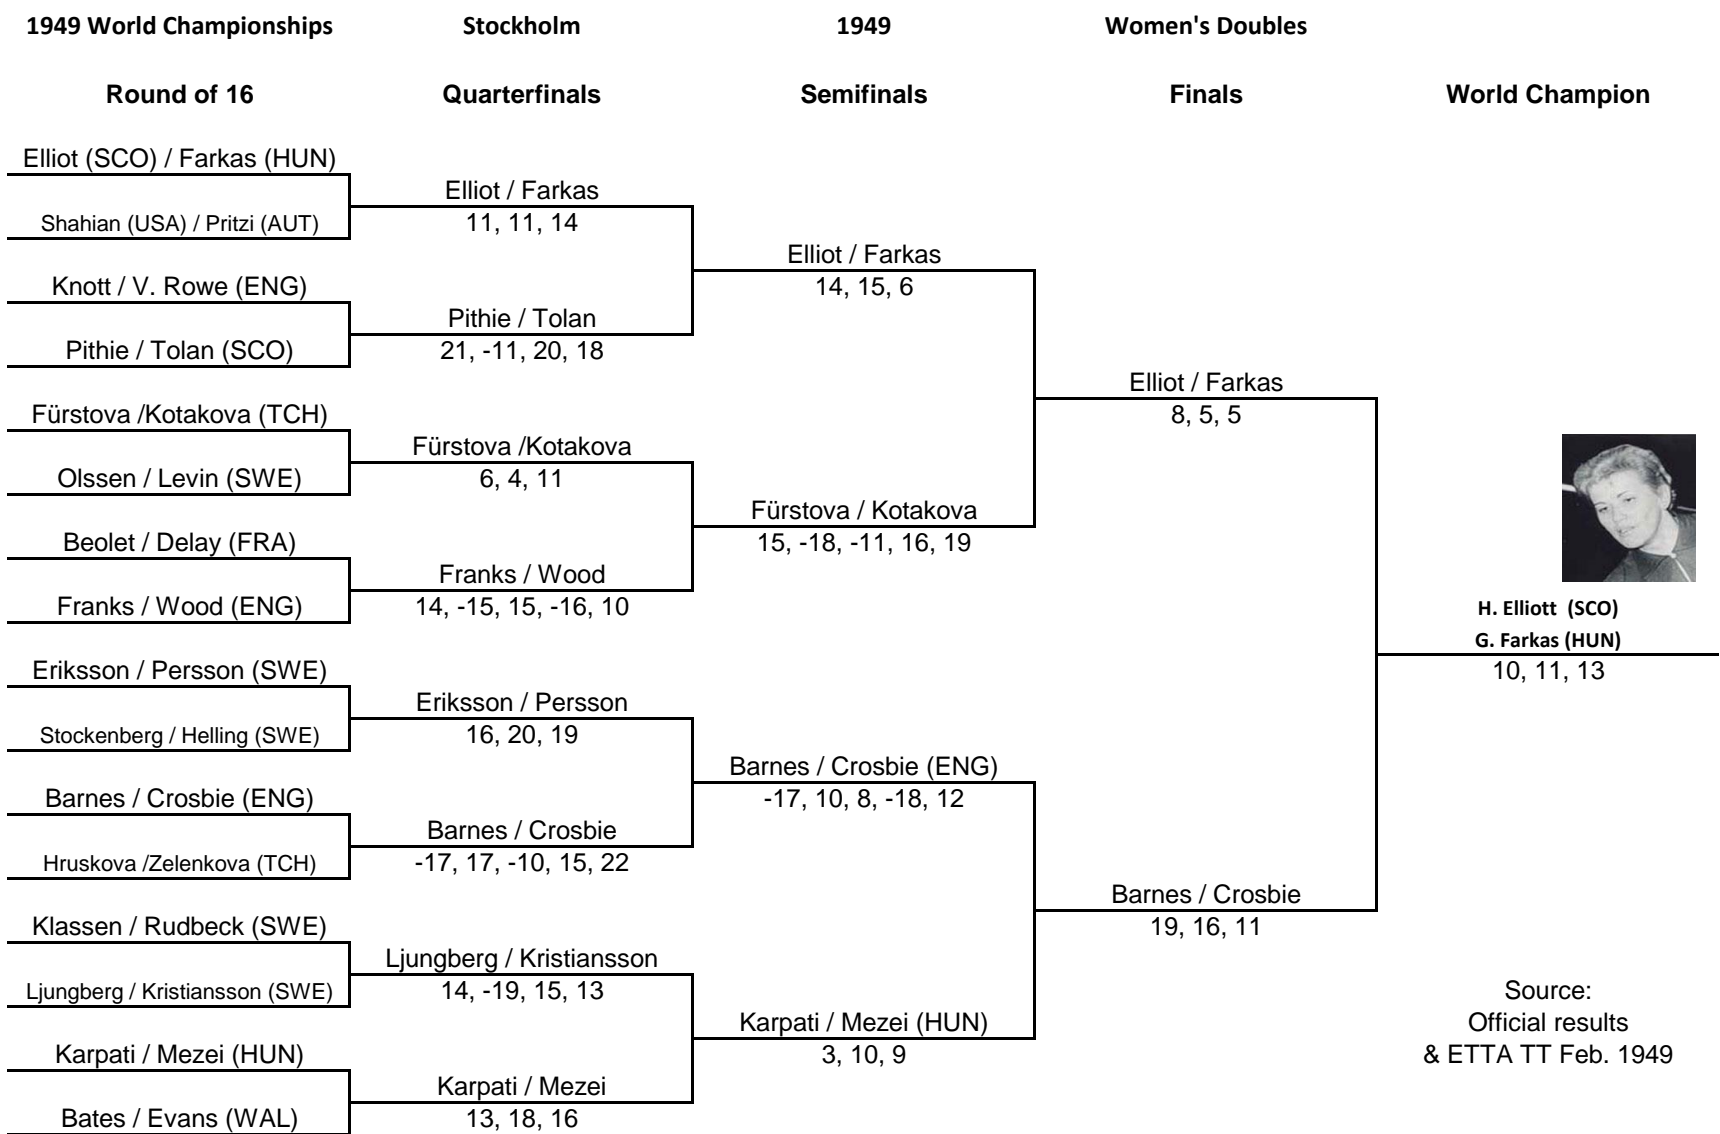 1949 World Championships Stockholm 1949 Women's Doubles
Round of 16 Quarterfinals Semifinals Finals World Champion
Elliot (SCO) / Farkas (HUN)
Shahian (USA) / Pritzi (AUT)
Knott / V. Rowe (ENG)
Pithie / Tolan (SCO)
Fürstova /Kotakova (TCH)
Olssen / Levin (SWE)
Beolet / Delay (FRA)
Franks / Wood (ENG)
Eriksson / Persson (SWE)
Stockenberg / Helling (SWE)
Barnes / Crosbie (ENG)
Hruskova /Zelenkova (TCH)
Klassen / Rudbeck (SWE)
Ljungberg / Kristiansson (SWE)
Karpati / Mezei (HUN)
Bates / Evans (WAL)
Elliot / Farkas
11, 11, 14
Pithie / Tolan
21, -11, 20, 18
Fürstova /Kotakova
6, 4, 11
Franks / Wood
14, -15, 15, -16, 10
Eriksson / Persson
16, 20, 19
Barnes / Crosbie
-17, 17, -10, 15, 22
Ljungberg / Kristiansson
14, -19, 15, 13
Karpati / Mezei
13, 18, 16
Elliot / Farkas
14, 15, 6
Fürstova / Kotakova
15, -18, -11, 16, 19
Barnes / Crosbie (ENG)
-17, 10, 8, -18, 12
Karpati / Mezei (HUN)
3, 10, 9
Elliot / Farkas
8, 5, 5
Barnes / Crosbie
19, 16, 11
H. Elliott (SCO)
G. Farkas (HUN)
10, 11, 13
Source:
Official results
& ETTA TT Feb. 1949